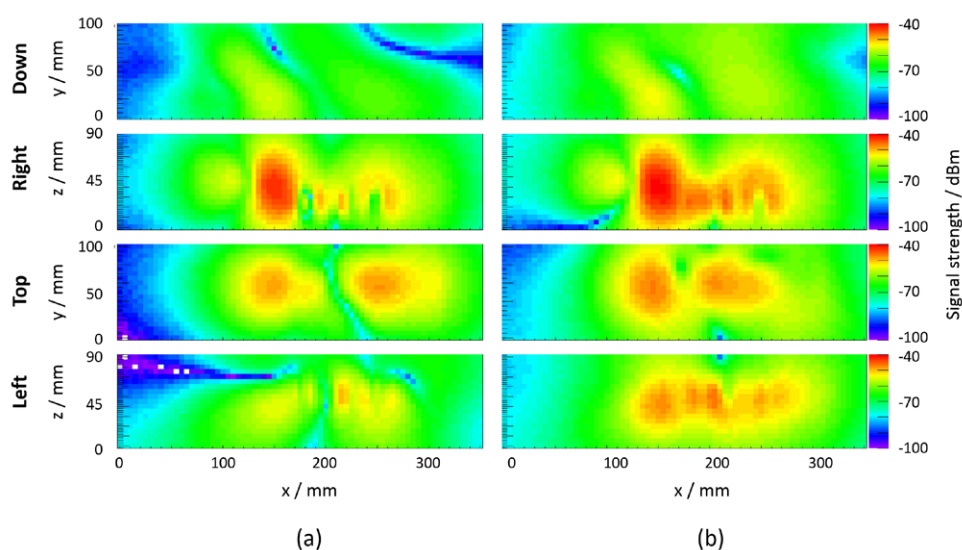 Down
y / mm
100
50
0
-40
-70
-100
Right
z / mm
90
45
0
-40
-70
-100
Top
y / mm
100
50
0
-40
-70
-100
Left
z / mm
90
45
0
-40
-70
-100
Signal strength / dBm
0 100 200 300 0 100 200 300
x / mm x / mm
(a) (b)